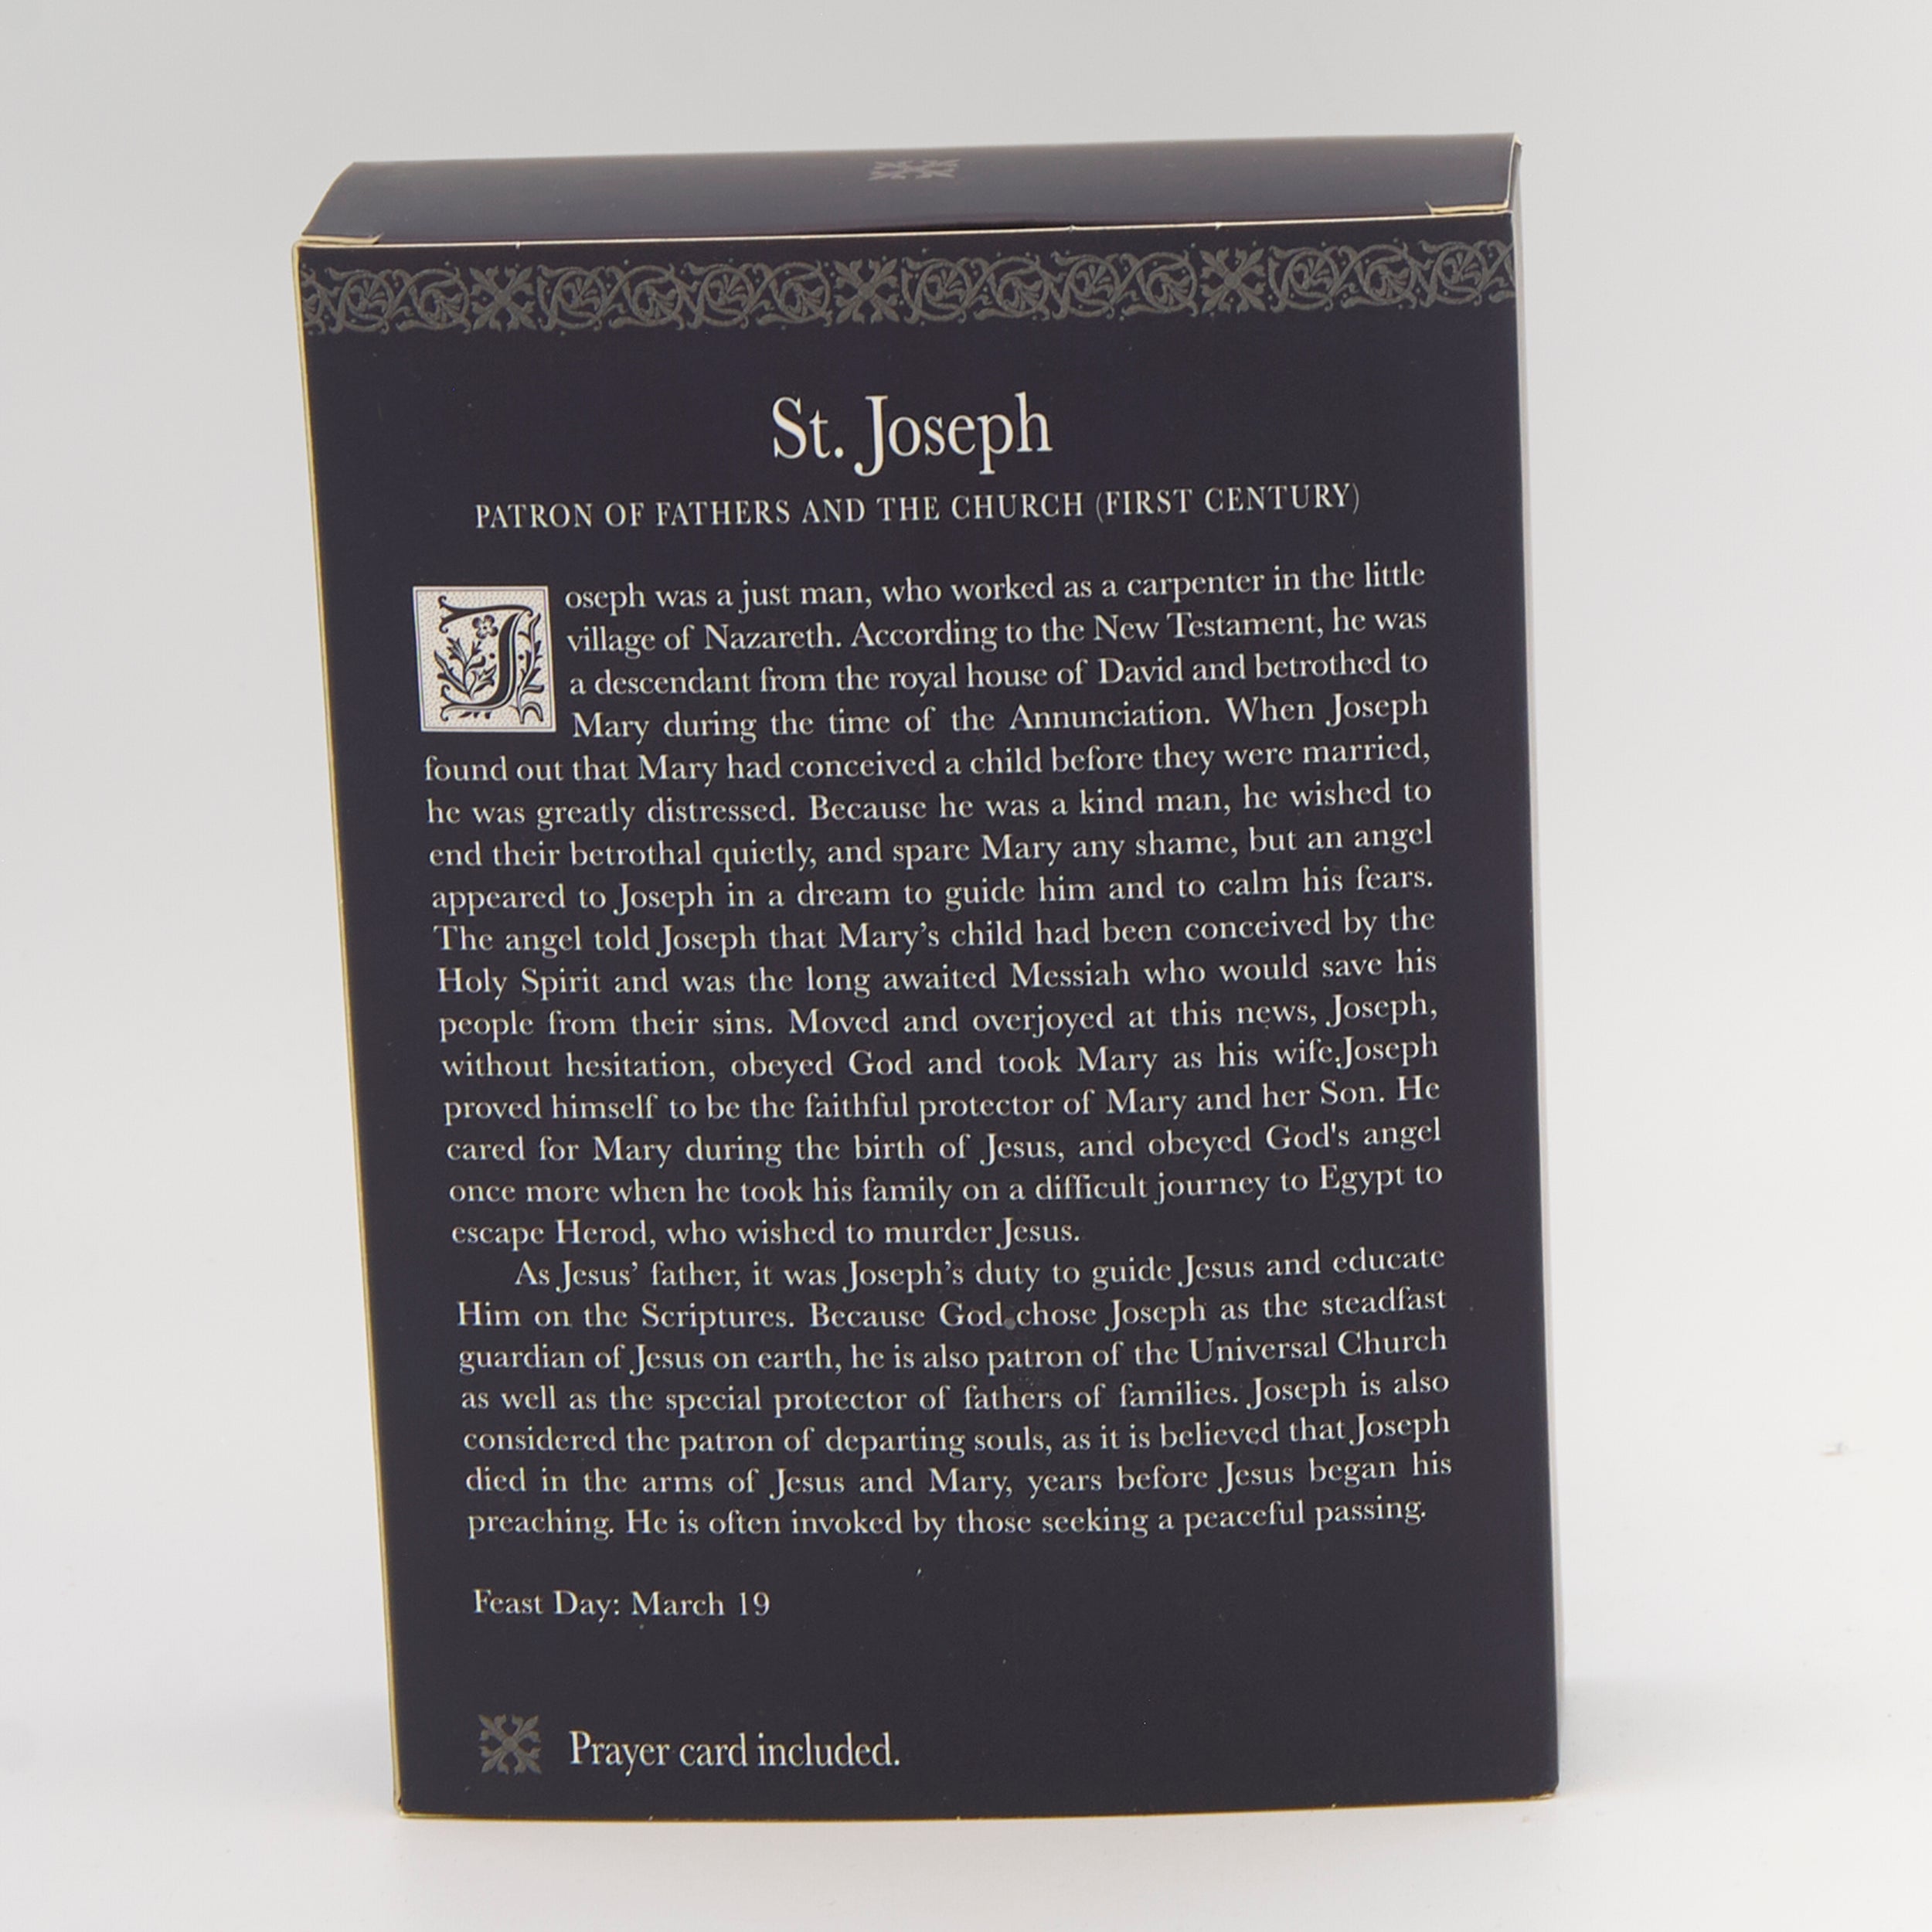 St. Joseph
PATRON OF FATHERS AND THE CHURCH (FIRST CENTURY)
Joseph was a just man, who worked as a carpenter in the little
village of Nazareth. According to the New Testament, he was
a descendant from the royal house of David and betrothed to
Mary during the time of the Annunciation. When Joseph
found out that Mary had conceived a child before they were married,
he was greatly distressed. Because he was a kind man, he wished to
end their betrothal quietly, and spare Mary any shame, but an angel
appeared to Joseph in a dream to guide him and to calm his fears.
The angel told Joseph that Mary’s child had been conceived by the
Holy Spirit and was the long awaited Messiah who would save his
people from their sins. Moved and overjoyed at this news, Joseph,
without hesitation, obeyed God and took Mary as his wife.Joseph
proved himself to be the faithful protector of Mary and her Son. He
cared for Mary during the birth of Jesus, and obeyed God's angel
once more when he took his family on a difficult journey to Egypt to
escape Herod, who wished to murder Jesus.
As Jesus’ father, it was Joseph’s duty to guide Jesus and educate
Him on the Scriptures. Because God chose Joseph as the steadfast
guardian of Jesus on earth, he is also patron of the Universal Church
as well as the special protector of fathers of families. Joseph is also
considered the patron of departing souls, as it is believed that Joseph
died in the arms of Jesus and Mary, years before Jesus began his
preaching. He is often invoked by those seeking a peaceful passing.
Feast Day: March 19
Prayer card included.